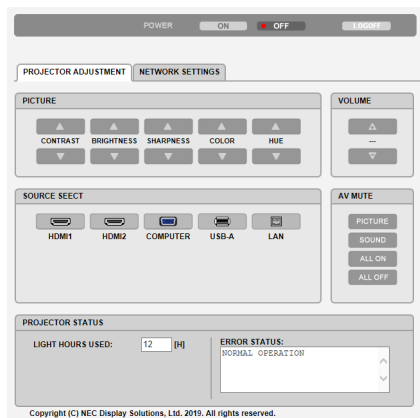 POWER ON OFF LOGOFF
PROJECTOR ADJUSTMENT NETWORK SETTINGS
PICTURE
CONTRAST BRIGHTNESS SHARPNESS COLOR HUE
VOLUME
---
SOURCE SEECT
HDMI1 HDMI2 COMPUTER USB-A LAN
AV MUTE
PICTURE
SOUND
ALL ON
ALL OFF
PROJECTOR STATUS
LIGHT HOURS USED: 12 [H]
ERROR STATUS:
NORMAL OPERATION
Copyright (C) NEC Display Solutions, Ltd. 2019. All rights reserved.